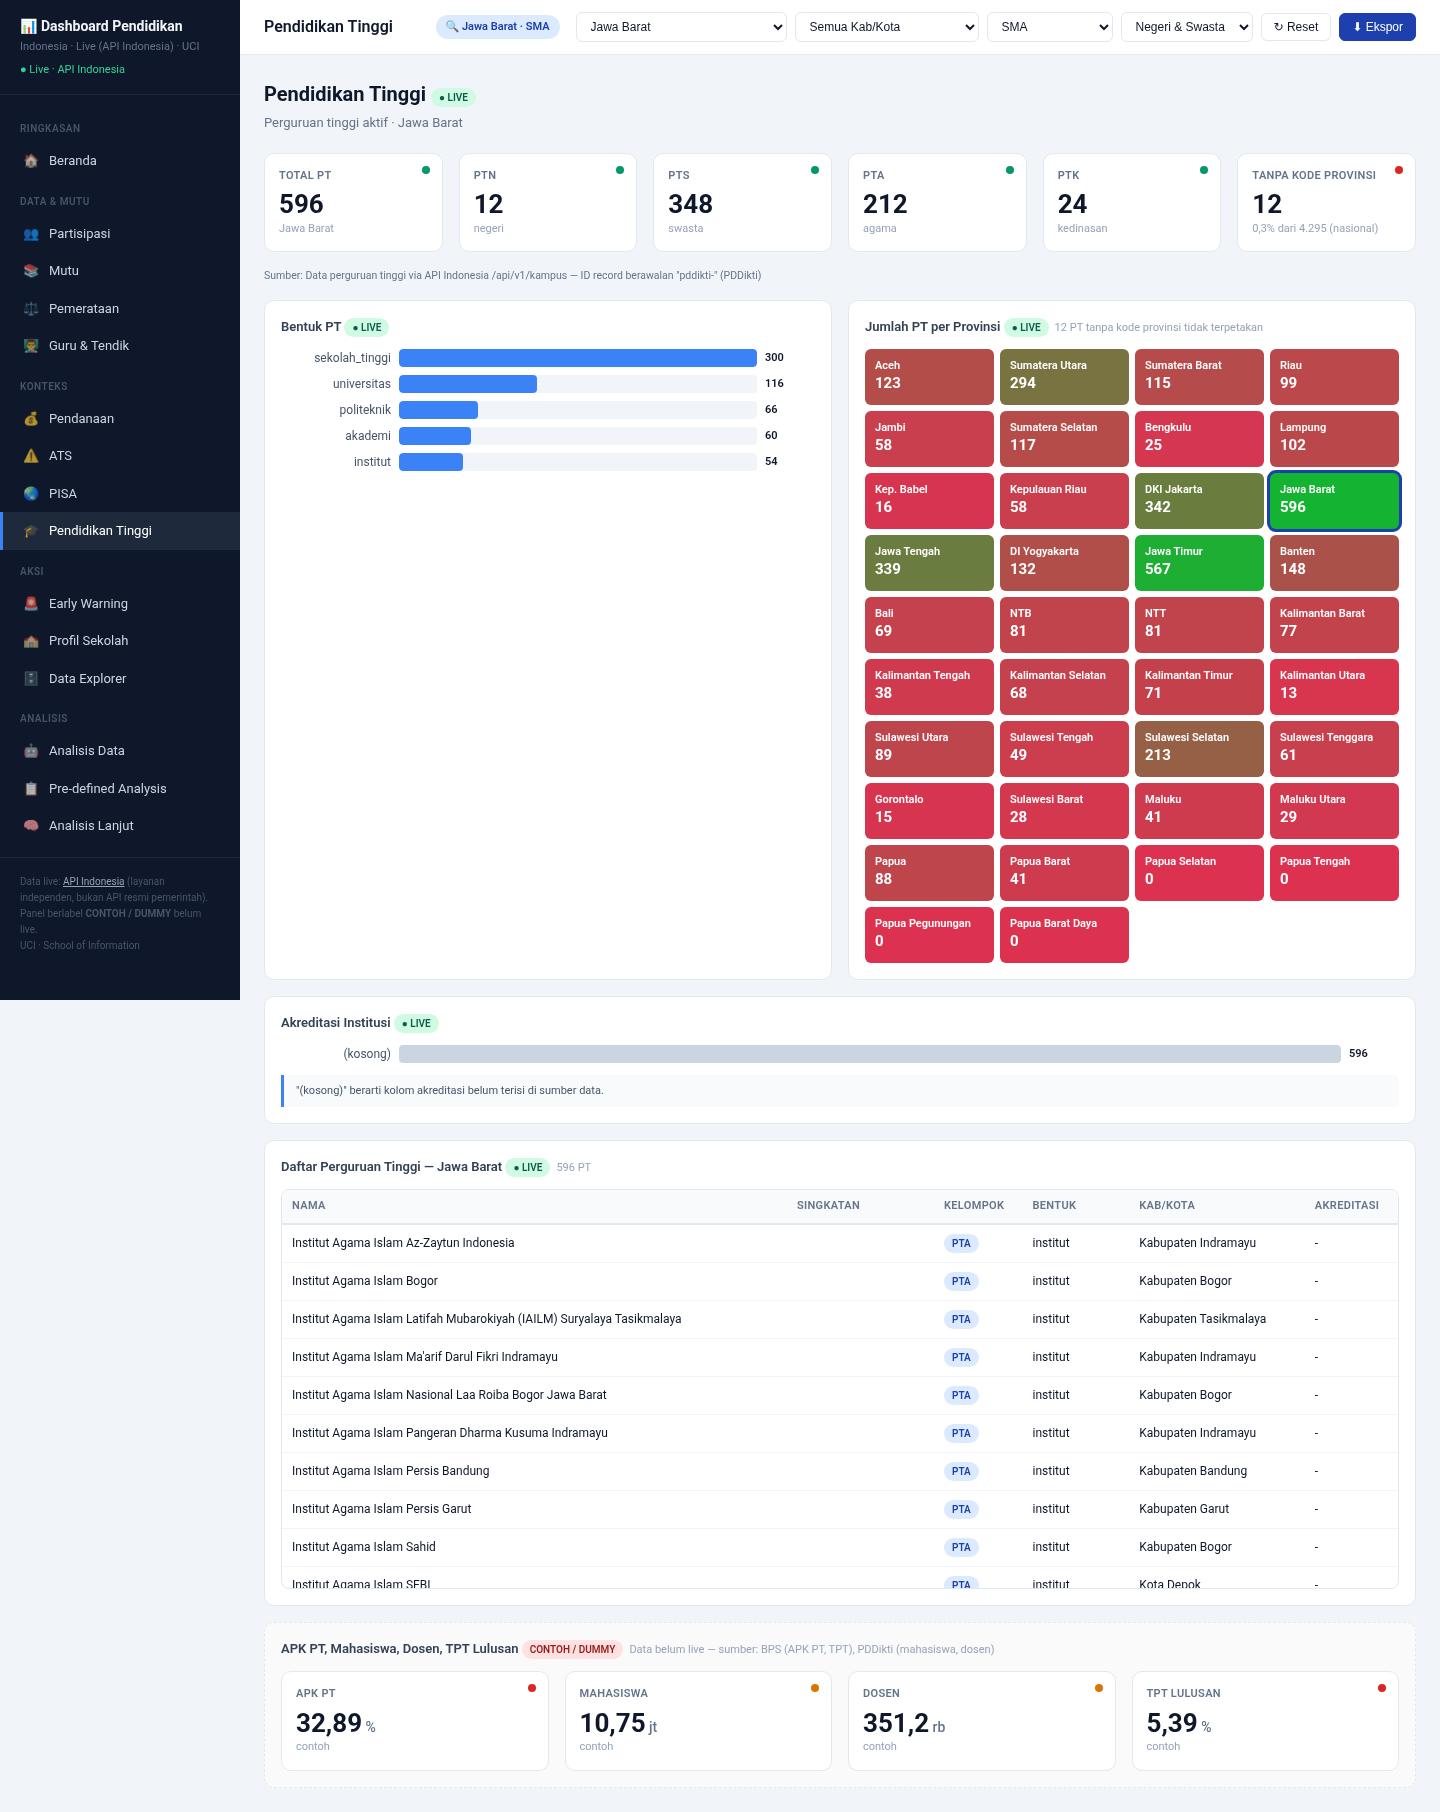 📊 Dashboard Pendidikan
Indonesia · Live (API Indonesia) · UCI
● Live · API Indonesia
RINGKASAN
🏠 Beranda
DATA & MUTU
👥 Partisipasi
📚 Mutu
⚖️ Pemerataan
👨‍🏫 Guru & Tendik
KONTEKS
💰 Pendanaan
⚠️ ATS
🌏 PISA
🎓 Pendidikan Tinggi
AKSI
🚨 Early Warning
🏫 Profil Sekolah
🗄️ Data Explorer
ANALISIS
🤖 Analisis Data
📋 Pre-defined Analysis
🧠 Analisis Lanjut
Data live: API Indonesia (layanan
independen, bukan API resmi pemerintah).
Panel berlabel CONTOH / DUMMY belum
live.
UCI · School of Information
Pendidikan Tinggi
🔍 Jawa Barat · SMA
Jawa Barat
Semua Kab/Kota
SMA
Negeri & Swasta
↻ Reset
⬇ Ekspor
Pendidikan Tinggi ● LIVE
Perguruan tinggi aktif · Jawa Barat
TOTAL PT
596
Jawa Barat
PTN
12
negeri
PTS
348
swasta
PTA
212
agama
PTK
24
kedinasan
TANPA KODE PROVINSI
12
0,3% dari 4.295 (nasional)
Sumber: Data perguruan tinggi via API Indonesia /api/v1/kampus — ID record berawalan "pddikti-" (PDDikti)
Bentuk PT ● LIVE
sekolah_tinggi 300
universitas 116
politeknik 66
akademi 60
institut 54
Jumlah PT per Provinsi ● LIVE 12 PT tanpa kode provinsi tidak terpetakan
Aceh
123
Sumatera Utara
294
Sumatera Barat
115
Riau
99
Jambi
58
Sumatera Selatan
117
Bengkulu
25
Lampung
102
Kep. Babel
16
Kepulauan Riau
58
DKI Jakarta
342
Jawa Barat
596
Jawa Tengah
339
DI Yogyakarta
132
Jawa Timur
567
Banten
148
Bali
69
NTB
81
NTT
81
Kalimantan Barat
77
Kalimantan Tengah
38
Kalimantan Selatan
68
Kalimantan Timur
71
Kalimantan Utara
13
Sulawesi Utara
89
Sulawesi Tengah
49
Sulawesi Selatan
213
Sulawesi Tenggara
61
Gorontalo
15
Sulawesi Barat
28
Maluku
41
Maluku Utara
29
Papua
88
Papua Barat
41
Papua Selatan
0
Papua Tengah
0
Papua Pegunungan
0
Papua Barat Daya
0
Akreditasi Institusi ● LIVE
(kosong) 596
"(kosong)" berarti kolom akreditasi belum terisi di sumber data.
Daftar Perguruan Tinggi — Jawa Barat ● LIVE 596 PT
NAMA SINGKATAN KELOMPOK BENTUK KAB/KOTA AKREDITASI
Institut Agama Islam Az-Zaytun Indonesia PTA institut Kabupaten Indramayu -
Institut Agama Islam Bogor PTA institut Kabupaten Bogor -
Institut Agama Islam Latifah Mubarokiyah (IAILM) Suryalaya Tasikmalaya PTA institut Kabupaten Tasikmalaya -
Institut Agama Islam Ma'arif Darul Fikri Indramayu PTA institut Kabupaten Indramayu -
Institut Agama Islam Nasional Laa Roiba Bogor Jawa Barat PTA institut Kabupaten Bogor -
Institut Agama Islam Pangeran Dharma Kusuma Indramayu PTA institut Kabupaten Indramayu -
Institut Agama Islam Persis Bandung PTA institut Kabupaten Bandung -
Institut Agama Islam Persis Garut PTA institut Kabupaten Garut -
Institut Agama Islam Sahid PTA institut Kabupaten Bogor -
Institut Agama Islam SEBI PTA institut Kota Depok -
APK PT, Mahasiswa, Dosen, TPT Lulusan CONTOH / DUMMY Data belum live — sumber: BPS (APK PT, TPT), PDDikti (mahasiswa, dosen)
APK PT
32,89 %
contoh
MAHASISWA
10,75 jt
contoh
DOSEN
351,2 rb
contoh
TPT LULUSAN
5,39 %
contoh